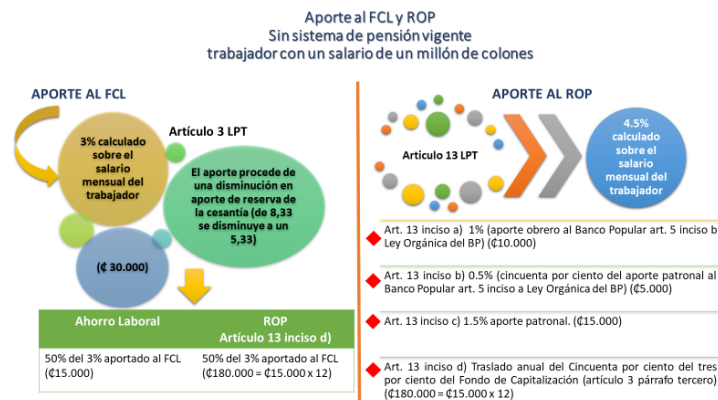 Aporte al FCL y ROP
Sin sistema de pensión vigente
trabajador con un salario de un millón de colones
APORTE AL FCL
3% calculado
sobre el
salario
mensual del
trabajador
Artículo 3 LPT
El aporte procede de
una disminución en
aporte de reserva de
la cesantía (de 8,33
se disminuye a un
5,33)
(₡ 30.000)
Ahorro Laboral
ROP
Artículo 13 inciso d)
50% del 3% aportado al FCL
(₡15.000)
50% del 3% aportado al FCL
(₡180.000 = ₡15.000 x 12)
APORTE AL ROP
Articulo 13 LPT
4.5%
calculado
sobre el
salario
mensual del
trabajador
Art. 13 inciso a) 1% (aporte obrero al Banco Popular art. 5 inciso b
Ley Orgánica del BP) (₡10.000)
Art. 13 inciso b) 0.5% (cincuenta por ciento del aporte patronal al
Banco Popular art. 5 inciso a Ley Orgánica del BP) (₡5.000)
Art. 13 inciso c) 1.5% aporte patronal. (₡15.000)
Art. 13 inciso d) Traslado anual del Cincuenta por ciento del tres
por ciento del Fondo de Capitalización (artículo 3 párrafo tercero)
(₡180.000 = ₡15.000 x 12)